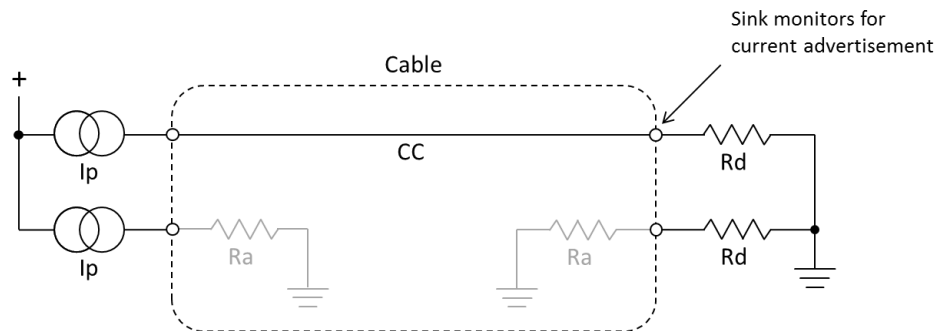 Sink monitors for
current advertisement
Cable
+
Ip
CC
Rd
Ip
Ra
Ra
Rd